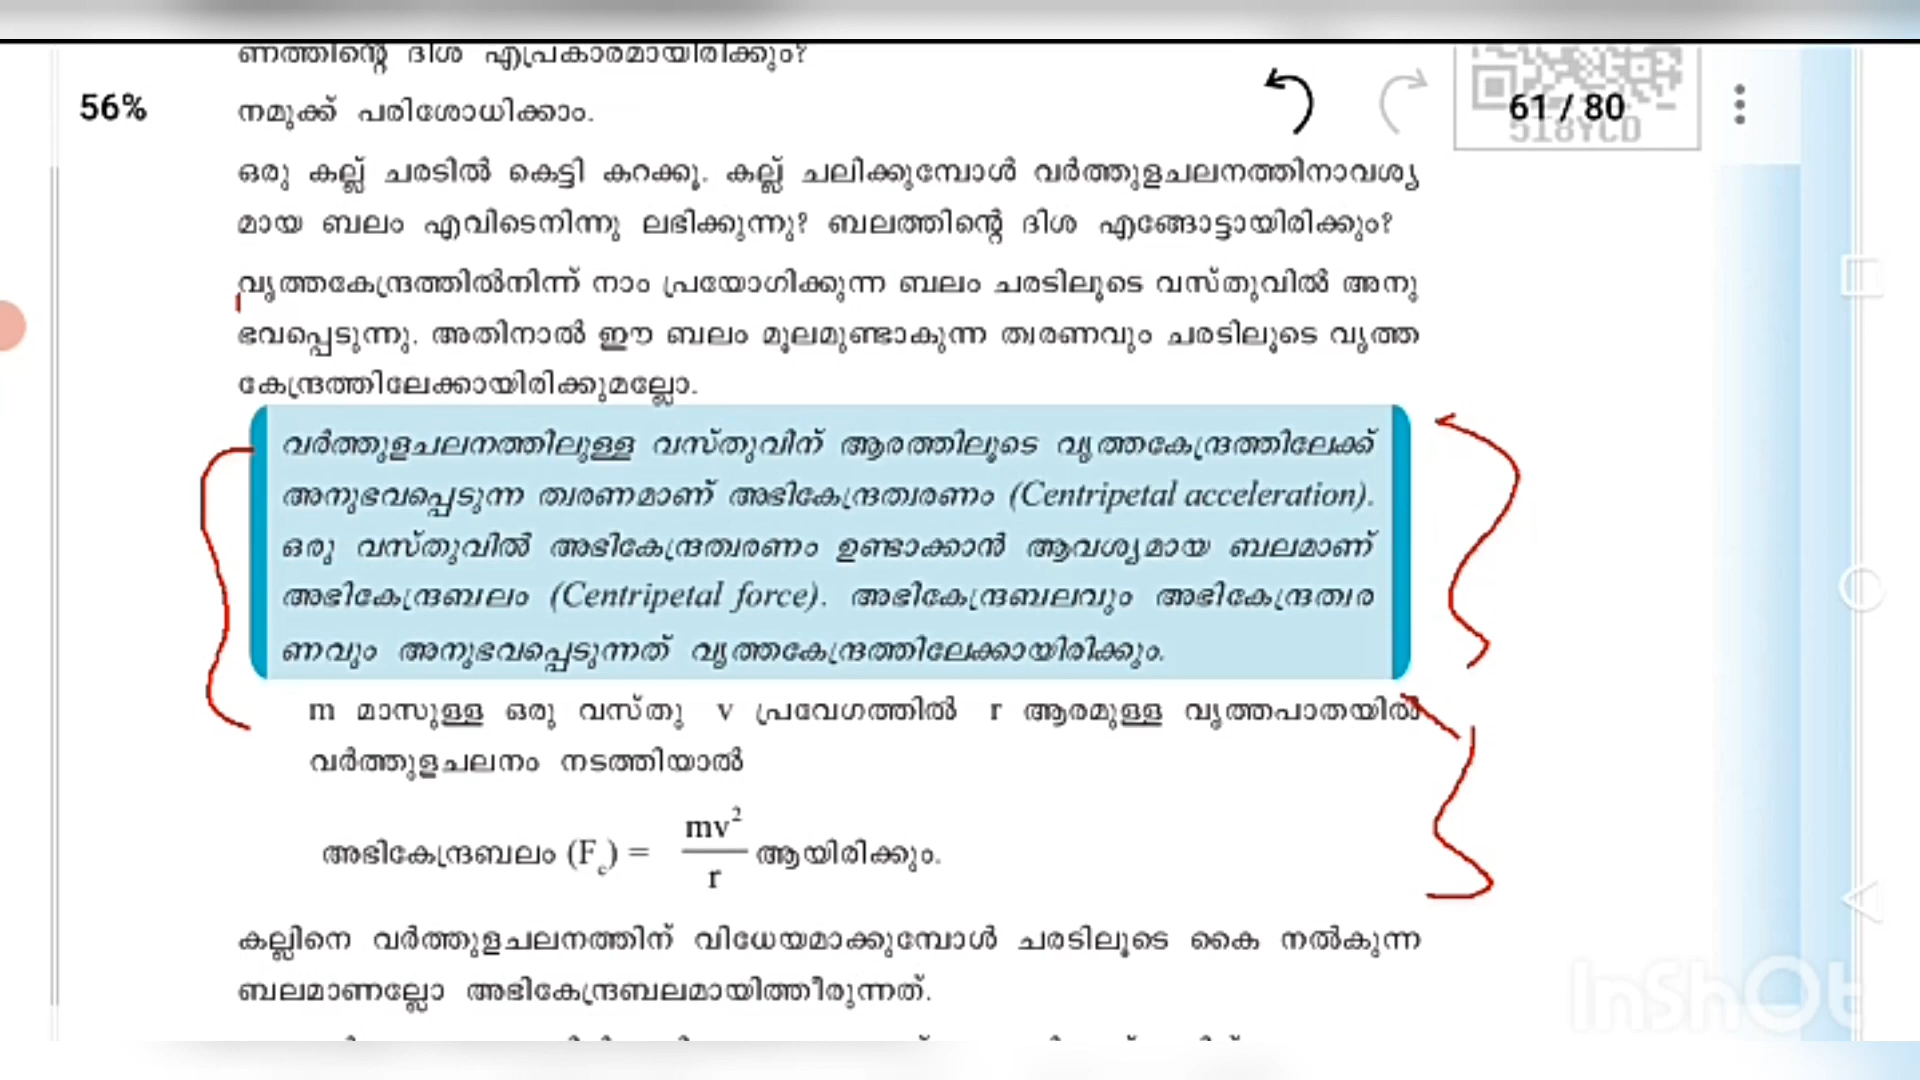 ണത്തിന്റെ ദിശ എപ്രകാരമായിരിക്കും?
56%
നമുക്ക് പരിശോധിക്കാം.
61 / 80
518YCD
ഒരു കല്ല് ചരടിൽ കെട്ടി കറക്കൂ. കല്ല് ചലിക്കുമ്പോൾ വർത്തുളചലനത്തിനാവശ്യ
മായ ബലം എവിടെനിന്നു ലഭിക്കുന്നു? ബലത്തിന്റെ ദിശ എങ്ങോട്ടായിരിക്കും?
വൃത്തകേന്ദ്രത്തിൽനിന്ന് നാം പ്രയോഗിക്കുന്ന ബലം ചരടിലൂടെ വസ്തുവിൽ അനു
ഭവപ്പെടുന്നു. അതിനാൽ ഈ ബലം മൂലമുണ്ടാകുന്ന ത്വരണവും ചരടിലൂടെ വൃത്ത
കേന്ദ്രത്തിലേക്കായിരിക്കുമല്ലോ.
വർത്തുളചലനത്തിലുള്ള വസ്തുവിന് ആരത്തിലൂടെ വൃത്തകേന്ദ്രത്തിലേക്ക്
അനുഭവപ്പെടുന്ന ത്വരണമാണ് അഭികേന്ദ്രത്വരണം (Centripetal acceleration).
ഒരു വസ്തുവിൽ അഭികേന്ദ്രത്വരണം ഉണ്ടാക്കാൻ ആവശ്യമായ ബലമാണ്
അഭികേന്ദ്രബലം (Centripetal force). അഭികേന്ദ്രബലവും അഭികേന്ദ്രത്വര
ണവും അനുഭവപ്പെടുന്നത് വൃത്തകേന്ദ്രത്തിലേക്കായിരിക്കും.
m മാസുള്ള ഒരു വസ്തു v പ്രവേഗത്തിൽ r ആരമുള്ള വൃത്തപാതയിൽ
വർത്തുളചലനം നടത്തിയാൽ
അഭികേന്ദ്രബലം (F_c) = mv²/r ആയിരിക്കും.
കല്ലിനെ വർത്തുളചലനത്തിന് വിധേയമാക്കുമ്പോൾ ചരടിലൂടെ കൈ നൽകുന്ന
ബലമാണല്ലോ അഭികേന്ദ്രബലമായിത്തീരുന്നത്.
InShOt